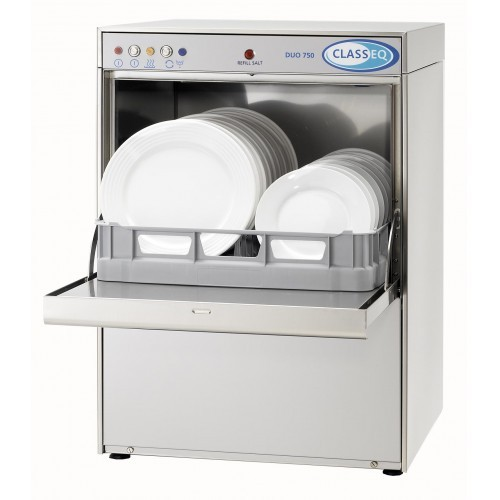 DUO 750
CLASSEQ
REFILL SALT